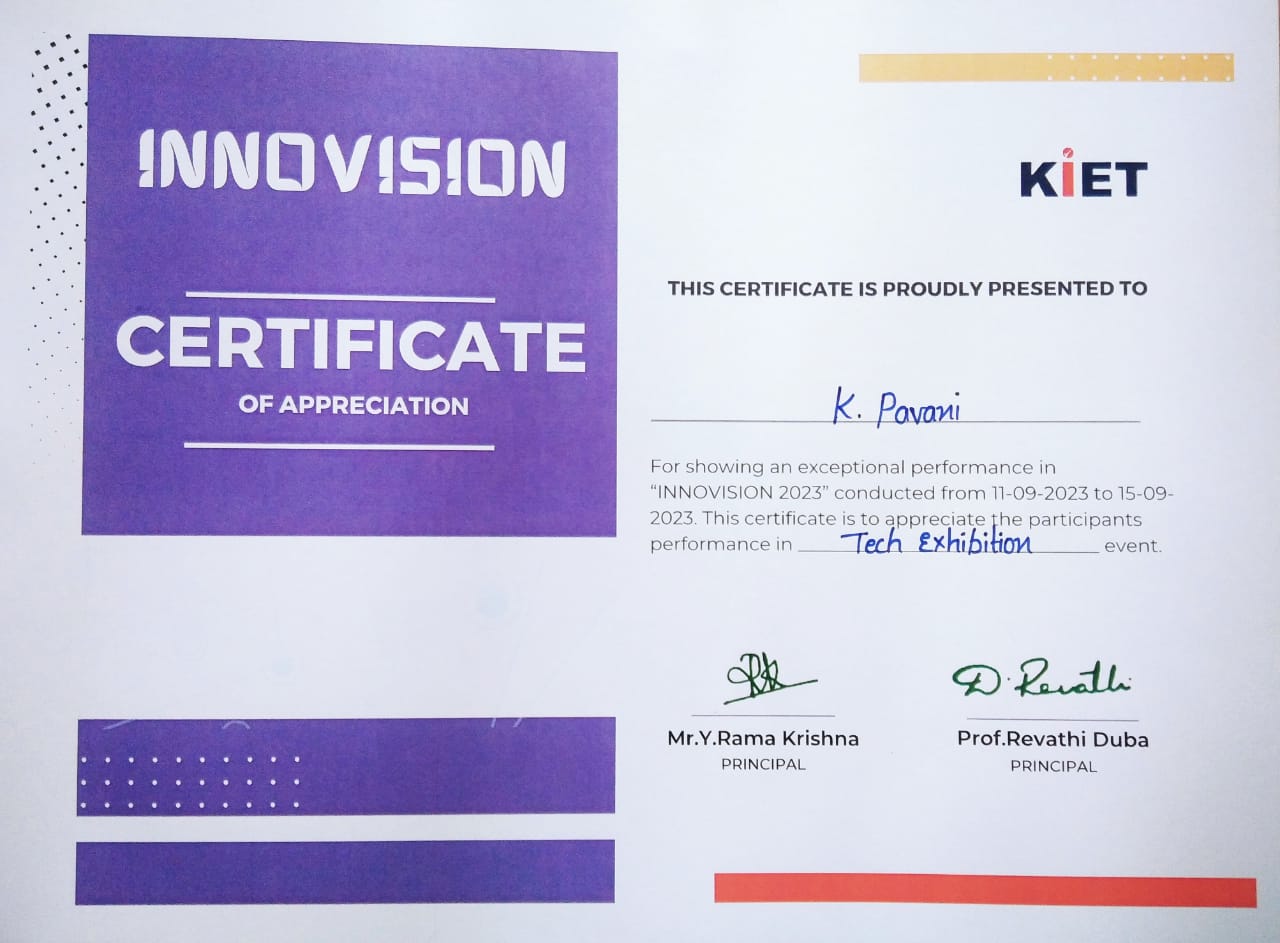 INNOVISION
CERTIFICATE
OF APPRECIATION
KiET
THIS CERTIFICATE IS PROUDLY PRESENTED TO
K. Pavani
For showing an exceptional performance in
“INNOVISION 2023” conducted from 11-09-2023 to 15-09-
2023. This certificate is to appreciate the participants
performance in Tech Exhibition event.
D. Revathi
Mr.Y.Rama Krishna
PRINCIPAL
Prof.Revathi Duba
PRINCIPAL